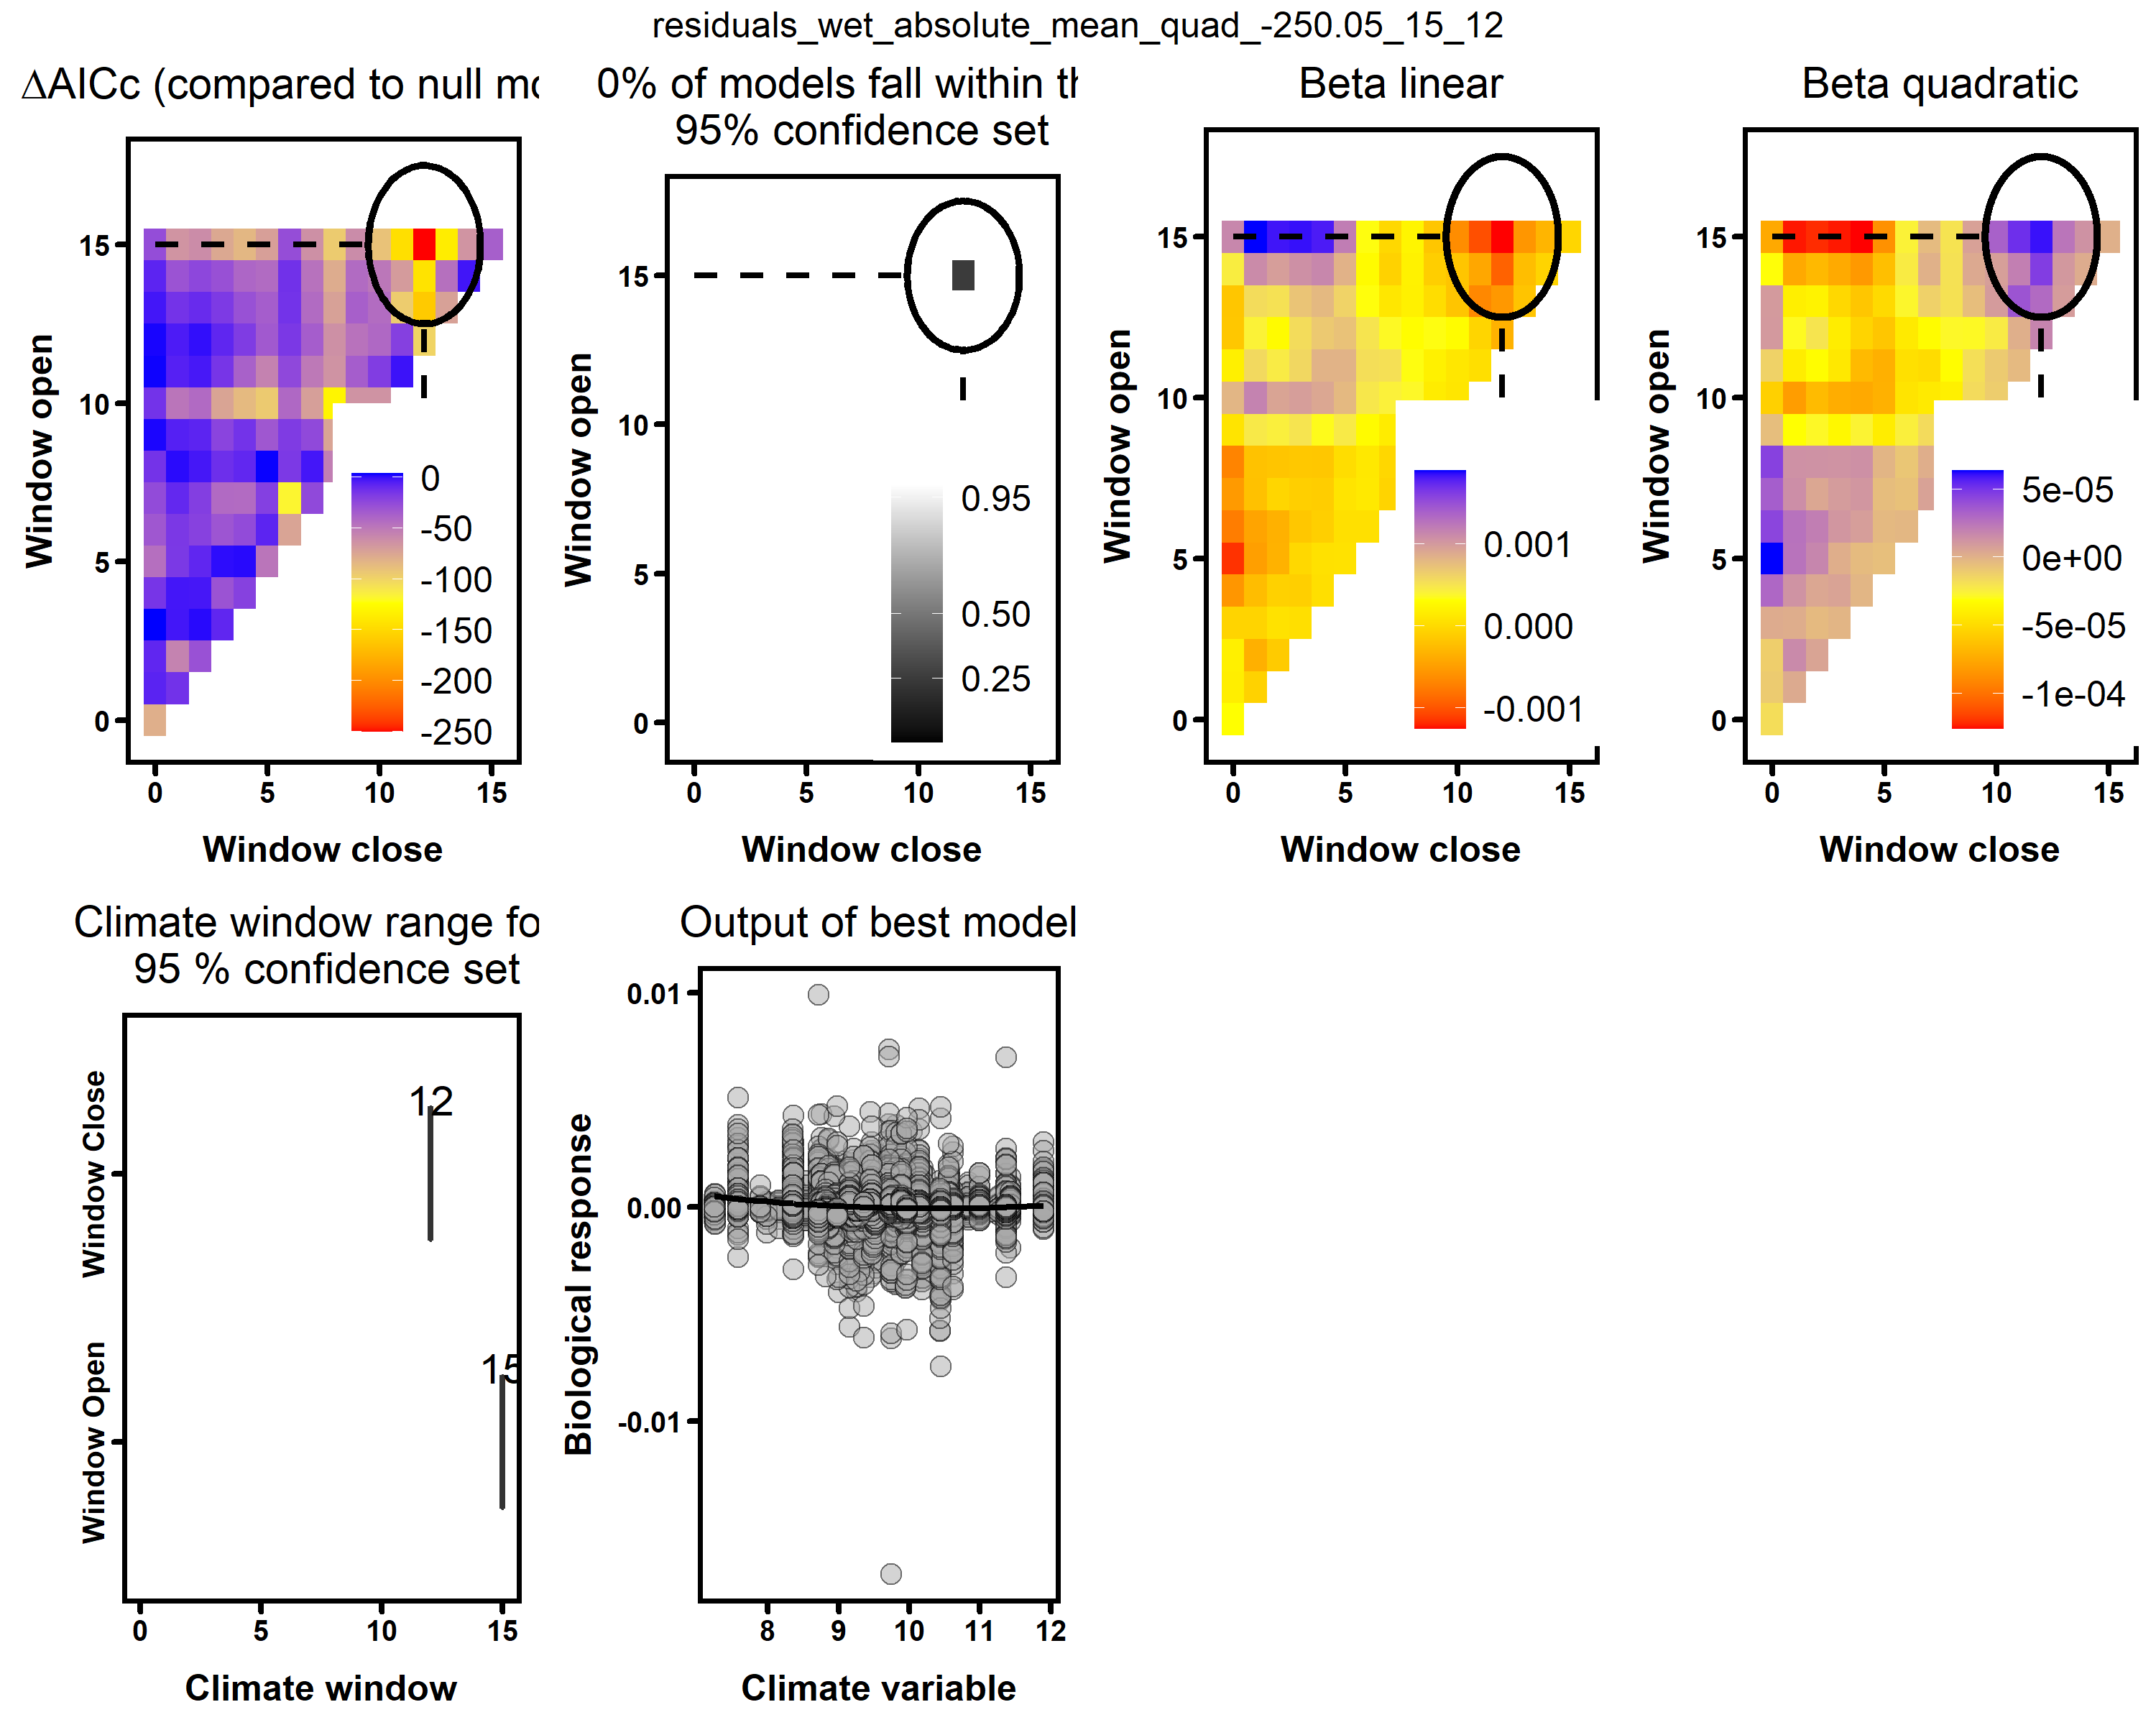 residuals_wet_absolute_mean_quad_-250.05_15_12
ΔAICc (compared to null mo
Window open
15
10
5
0
0
-50
-100
-150
-200
-250
0 5 10 15
Window close
0% of models fall within th
95% confidence set
Window open
15
10
5
0
0.95
0.50
0.25
0 5 10 15
Window close
Beta linear
Window open
15
10
5
0
0.001
0.000
-0.001
0 5 10 15
Window close
Beta quadratic
Window open
15
10
5
0
5e-05
0e+00
-5e-05
-1e-04
0 5 10 15
Window close
Climate window range fo
95 % confidence set
Window Close
Window Open
12
15
0 5 10 15
Climate window
Output of best model
Biological response
0.01
0.00
-0.01
8 9 10 11 12
Climate variable